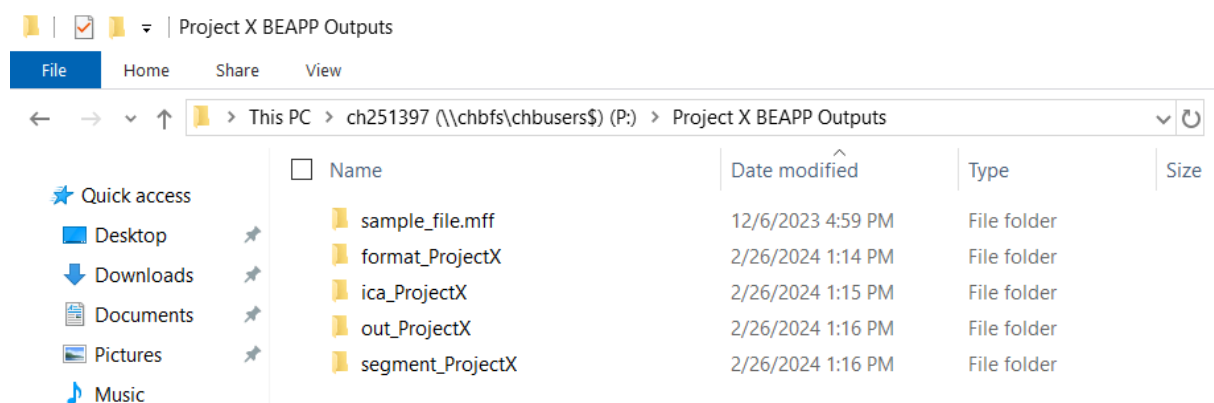 Project X BEAPP Outputs
File Home Share View
This PC > ch251397 (\\chbfs\chbusers$) (P:) > Project X BEAPP Outputs
Name Date modified Type Size
Quick access
sample_file.mff 12/6/2023 4:59 PM File folder
Desktop
format_ProjectX 2/26/2024 1:14 PM File folder
Downloads
ica_ProjectX 2/26/2024 1:15 PM File folder
Documents
out_ProjectX 2/26/2024 1:16 PM File folder
Pictures
segment_ProjectX 2/26/2024 1:16 PM File folder
Music